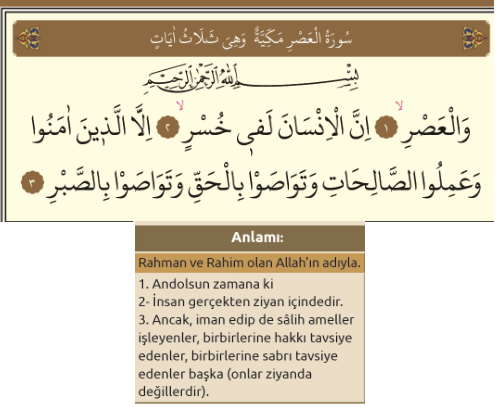 سُورَةُ الْعَصْرِ مَكِّيَّةٌ وَهِيَ ثَلَاثُ اٰيَاتٍ
بِسْمِ اللّٰهِ الرَّحْمٰنِ الرَّحِيمِ
وَالْعَصْرِۙ ﴿١﴾ اِنَّ الْاِنْسَانَ لَفٖي خُسْرٍۙ ﴿٢﴾ اِلَّا الَّذٖينَ اٰمَنُوا
وَعَمِلُوا الصَّالِحَاتِ وَتَوَاصَوْا بِالْحَقِّ وَتَوَاصَوْا بِالصَّبْرِ ﴿٣﴾
Anlamı:
Rahman ve Rahim olan Allah'ın adıyla.
1. Andolsun zamana ki
2- İnsan gerçekten ziyan içindedir.
3. Ancak, iman edip de sâlih ameller
işleyenler, birbirlerine hakkı tavsiye
edenler, birbirlerine sabrı tavsiye
edenler başka (onlar ziyanda
değillerdir).